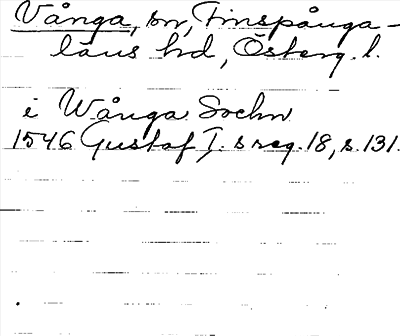 Vånga, sn, Finspånga-
läns hd, Österg. l.
i Wånga Sochn
1546 Gustaf I:s reg. 18, s. 131.